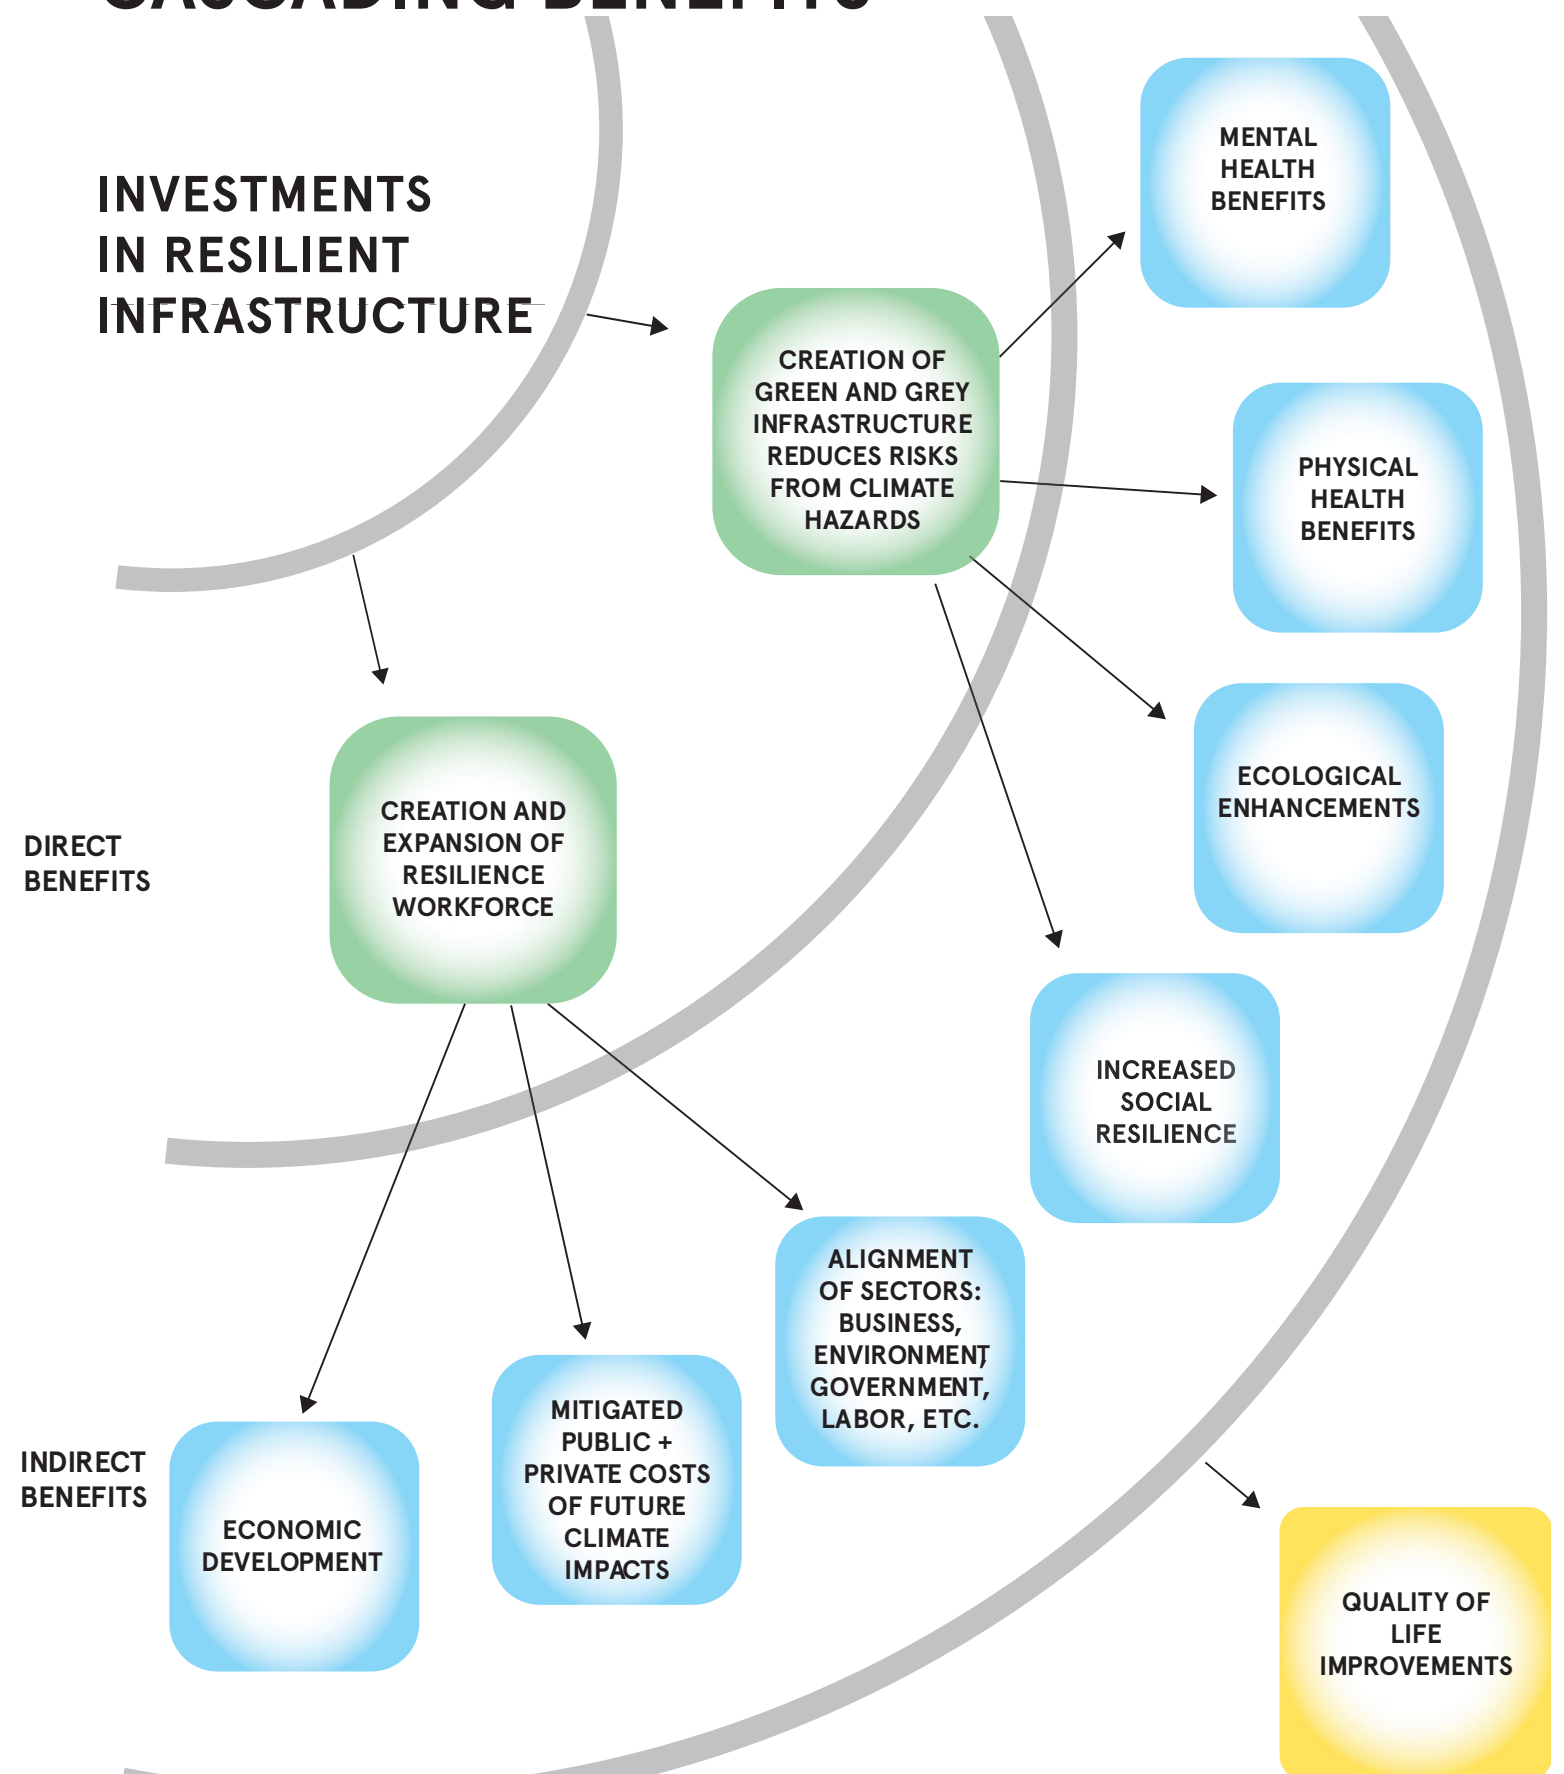 CASCADING BENEFITS
INVESTMENTS
IN RESILIENT
INFRASTRUCTURE
MENTAL
HEALTH
BENEFITS
CREATION OF
GREEN AND GREY
INFRASTRUCTURE
REDUCES RISKS
FROM CLIMATE
HAZARDS
PHYSICAL
HEALTH
BENEFITS
ECOLOGICAL
ENHANCEMENTS
DIRECT
BENEFITS
CREATION AND
EXPANSION OF
RESILIENCE
WORKFORCE
INCREASED
SOCIAL
RESILIENCE
ALIGNMENT
OF SECTORS:
BUSINESS,
ENVIRONMENT,
GOVERNMENT,
LABOR, ETC.
MITIGATED
PUBLIC +
PRIVATE COSTS
OF FUTURE
CLIMATE
IMPACTS
INDIRECT
BENEFITS
ECONOMIC
DEVELOPMENT
QUALITY OF
LIFE
IMPROVEMENTS